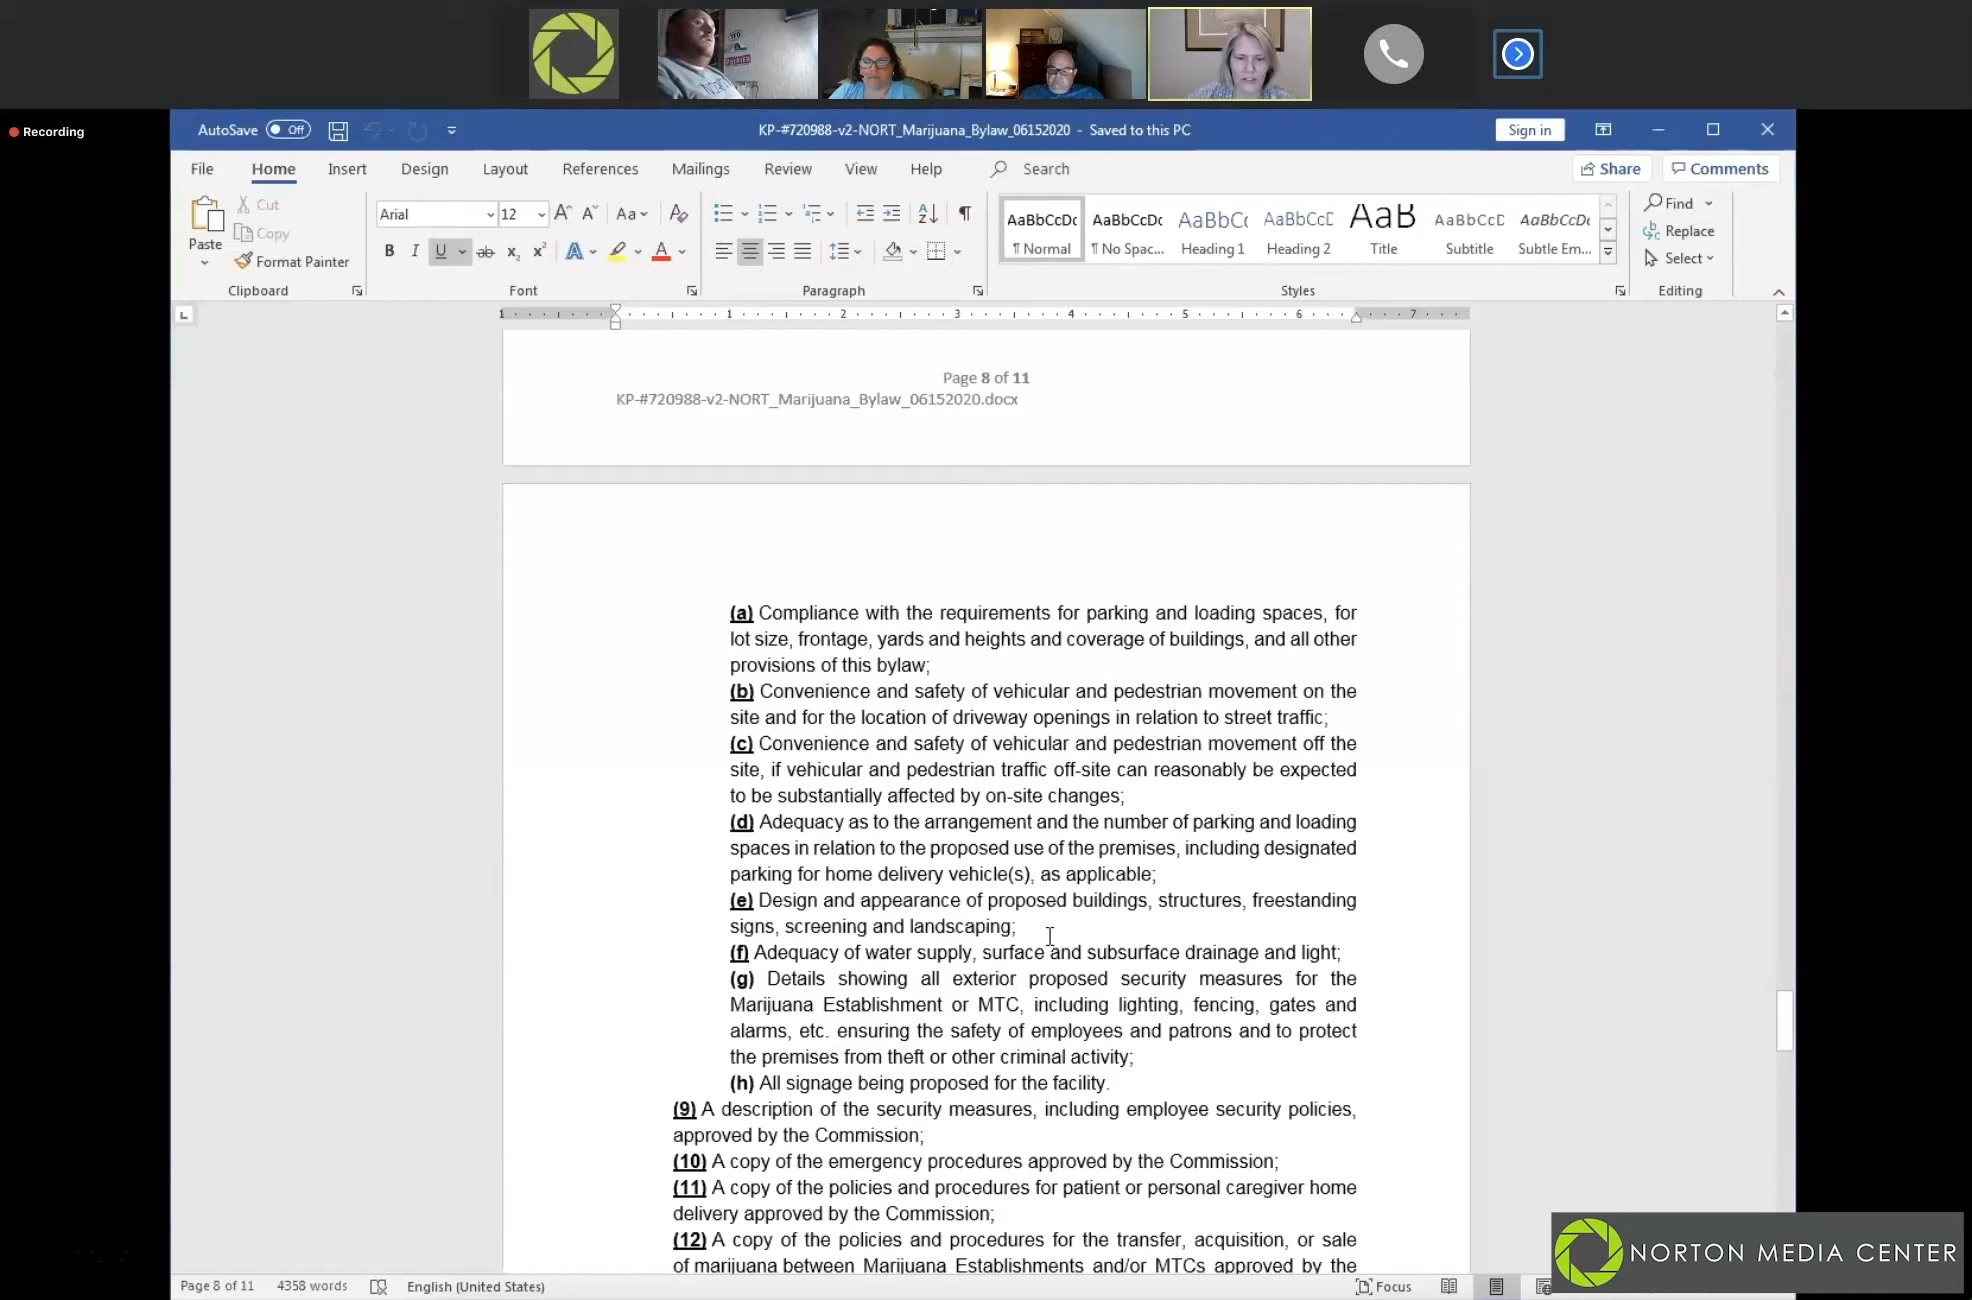 Recording
AutoSave Off
KP-#720988-v2-NORT_Marijuana_Bylaw_06152020 - Saved to this PC
Sign in
File Home Insert Design Layout References Mailings Review View Help Search
Share Comments
Paste
Cut
Copy
Format Painter
Clipboard
Arial 12
Font
Paragraph
AaBbCcDc AaBbCcDc AaBbCc AaBbCcD AaB AaBbCcD AaBbCcDc
¶ Normal ¶ No Spac... Heading 1 Heading 2 Title Subtitle Subtle Em...
Styles
Find
Replace
Select
Editing
1 1 2 3 4 5 6 7
Page 8 of 11
KP-#720988-v2-NORT_Marijuana_Bylaw_06152020.docx
(a) Compliance with the requirements for parking and loading spaces, for
lot size, frontage, yards and heights and coverage of buildings, and all other
provisions of this bylaw;
(b) Convenience and safety of vehicular and pedestrian movement on the
site and for the location of driveway openings in relation to street traffic;
(c) Convenience and safety of vehicular and pedestrian movement off the
site, if vehicular and pedestrian traffic off-site can reasonably be expected
to be substantially affected by on-site changes;
(d) Adequacy as to the arrangement and the number of parking and loading
spaces in relation to the proposed use of the premises, including designated
parking for home delivery vehicle(s), as applicable;
(e) Design and appearance of proposed buildings, structures, freestanding
signs, screening and landscaping;
(f) Adequacy of water supply, surface and subsurface drainage and light;
(g) Details showing all exterior proposed security measures for the
Marijuana Establishment or MTC, including lighting, fencing, gates and
alarms, etc. ensuring the safety of employees and patrons and to protect
the premises from theft or other criminal activity;
(h) All signage being proposed for the facility.
(9) A description of the security measures, including employee security policies,
approved by the Commission;
(10) A copy of the emergency procedures approved by the Commission;
(11) A copy of the policies and procedures for patient or personal caregiver home
delivery approved by the Commission;
(12) A copy of the policies and procedures for the transfer, acquisition, or sale
of marijuana between Marijuana Establishments and/or MTCs approved by the
Page 8 of 11 4358 words English (United States)
Focus
NORTON MEDIA CENTER